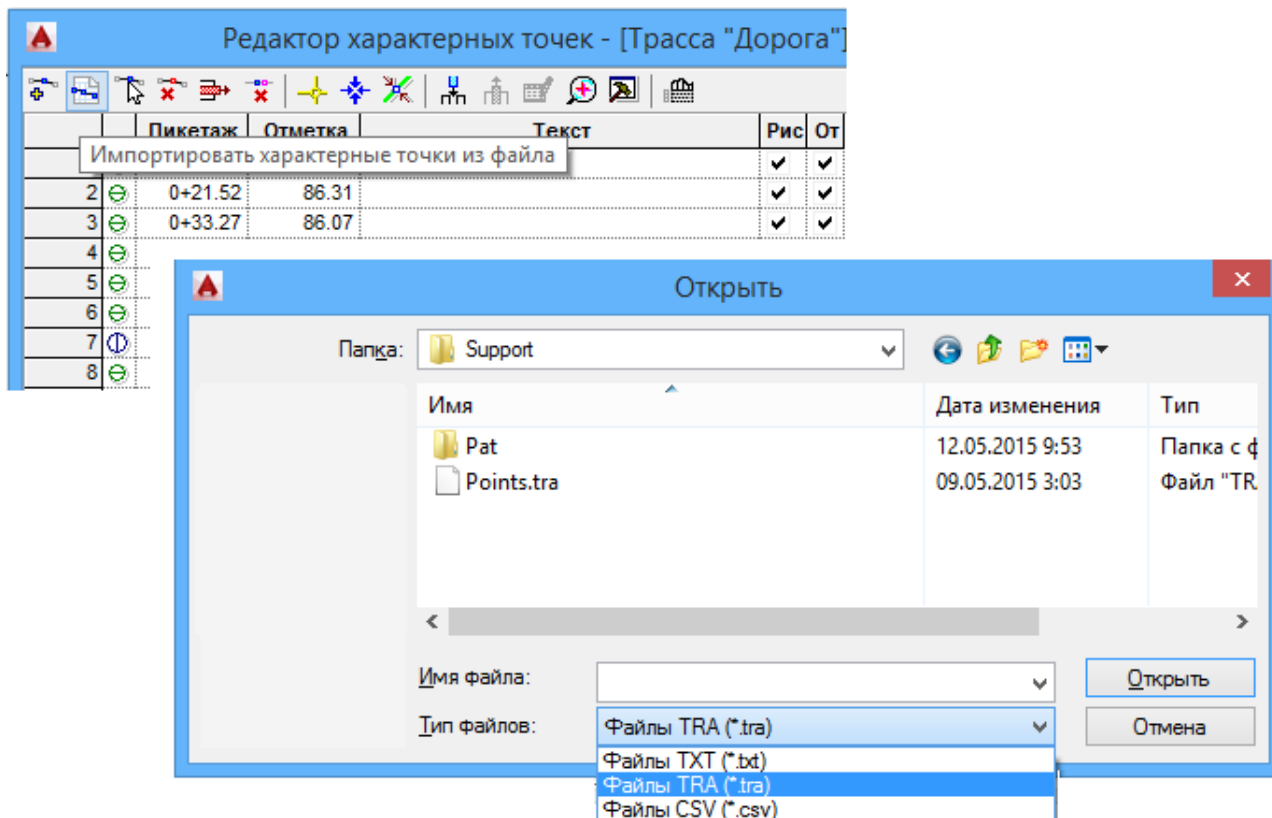 Редактор характерных точек - [Трасса "Дорога"]
Пикетаж Отметка Текст Рис От
Импортировать характерные точки из файла
2 0+21.52 86.31
3 0+33.27 86.07
4
5
6
7
8
Открыть
Папка: Support
Имя Дата изменения Тип
Pat 12.05.2015 9:53 Папка с ф
Points.tra 09.05.2015 3:03 Файл "TR.
Имя файла: Открыть
Тип файлов: Файлы TRA (*.tra) Отмена
Файлы TXT (*.txt)
Файлы TRA (*.tra)
Файлы CSV (*.csv)